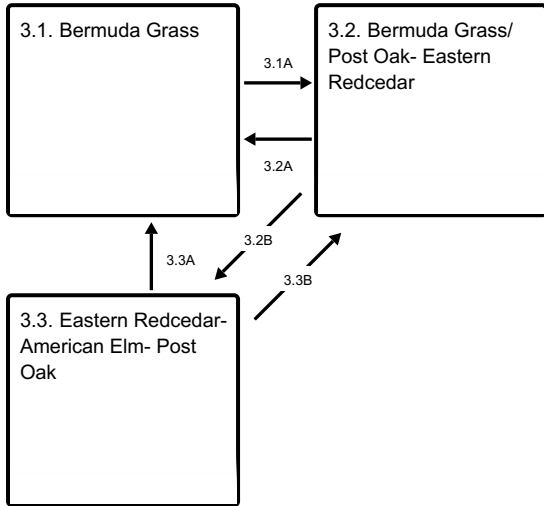 3.1. Bermuda Grass
3.2. Bermuda Grass/
Post Oak- Eastern
Redcedar
3.1A
3.2A
3.2B
3.3A
3.3B
3.3. Eastern Redcedar-
American Elm- Post
Oak